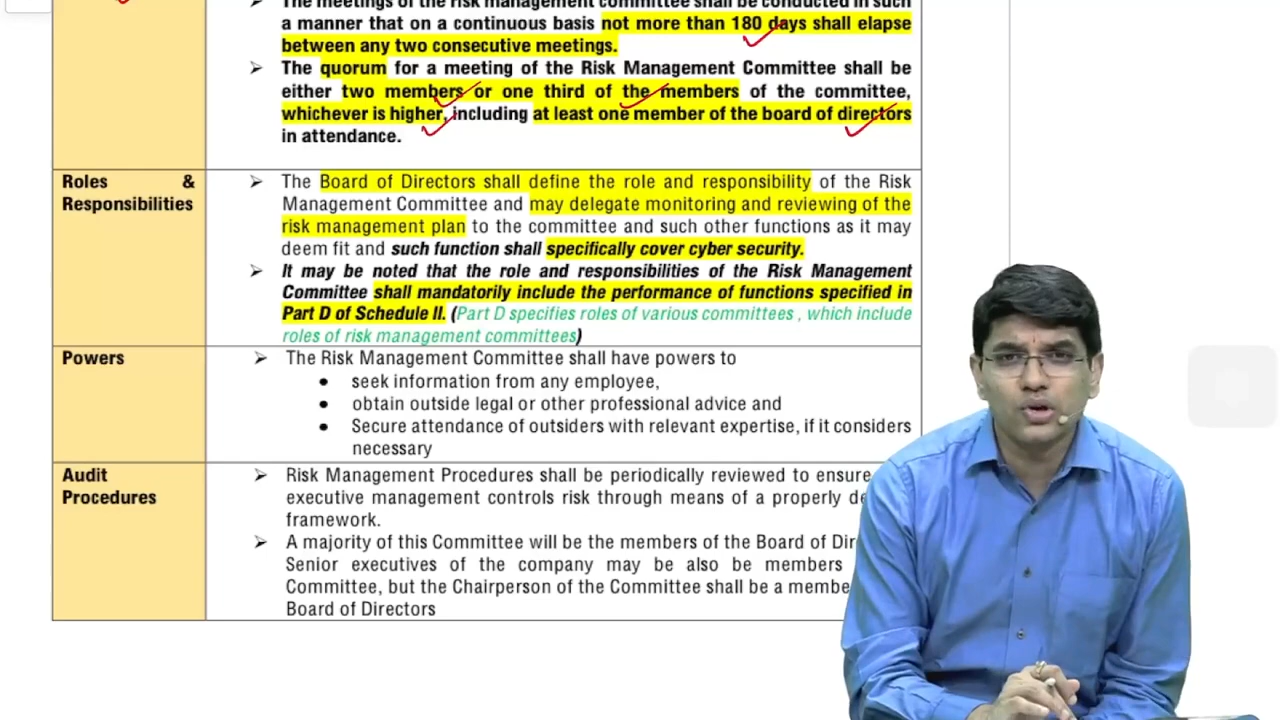 The meetings of the risk management committee shall be conducted in such
a manner that on a continuous basis not more than 180 days shall elapse
between any two consecutive meetings.
The quorum for a meeting of the Risk Management Committee shall be
either two members or one third of the members of the committee,
whichever is higher, including at least one member of the board of directors
in attendance.
Roles &
Responsibilities
The Board of Directors shall define the role and responsibility of the Risk
Management Committee and may delegate monitoring and reviewing of the
risk management plan to the committee and such other functions as it may
deem fit and such function shall specifically cover cyber security.
It may be noted that the role and responsibilities of the Risk Management
Committee shall mandatorily include the performance of functions specified in
Part D of Schedule II. (Part D specifies roles of various committees , which include
roles of risk management committees)
Powers
The Risk Management Committee shall have powers to
seek information from any employee,
obtain outside legal or other professional advice and
Secure attendance of outsiders with relevant expertise, if it considers
necessary
Audit
Procedures
Risk Management Procedures shall be periodically reviewed to ensure
executive management controls risk through means of a properly
framework.
A majority of this Committee will be the members of the Board of
Senior executives of the company may be also be members
Committee, but the Chairperson of the Committee shall be a
Board of Directors